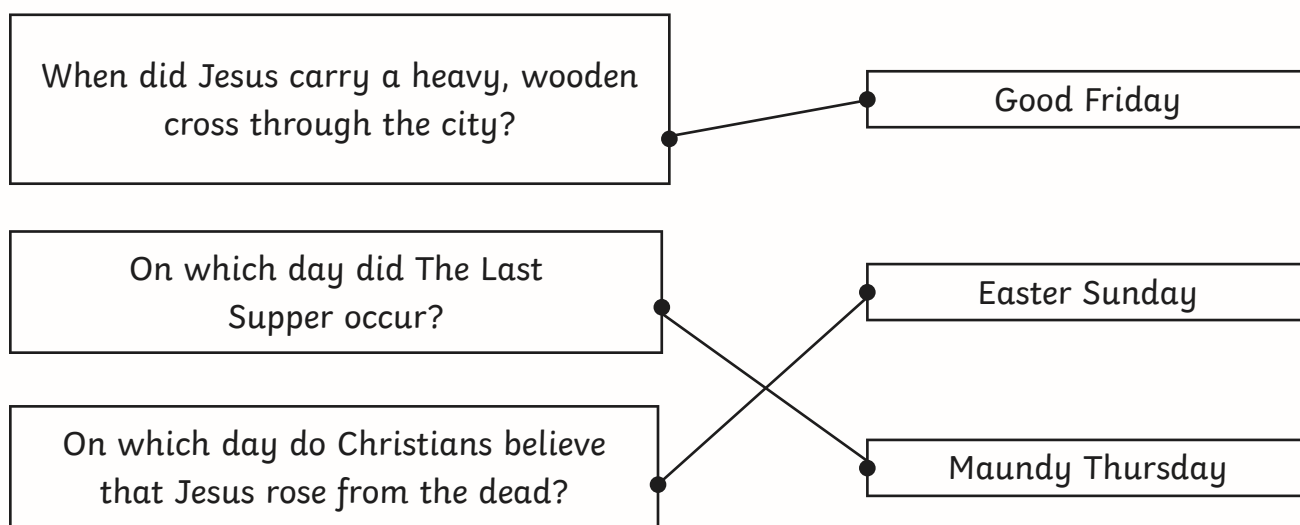 When did Jesus carry a heavy, wooden
cross through the city?
Good Friday
On which day did The Last
Supper occur?
Easter Sunday
On which day do Christians believe
that Jesus rose from the dead?
Maundy Thursday